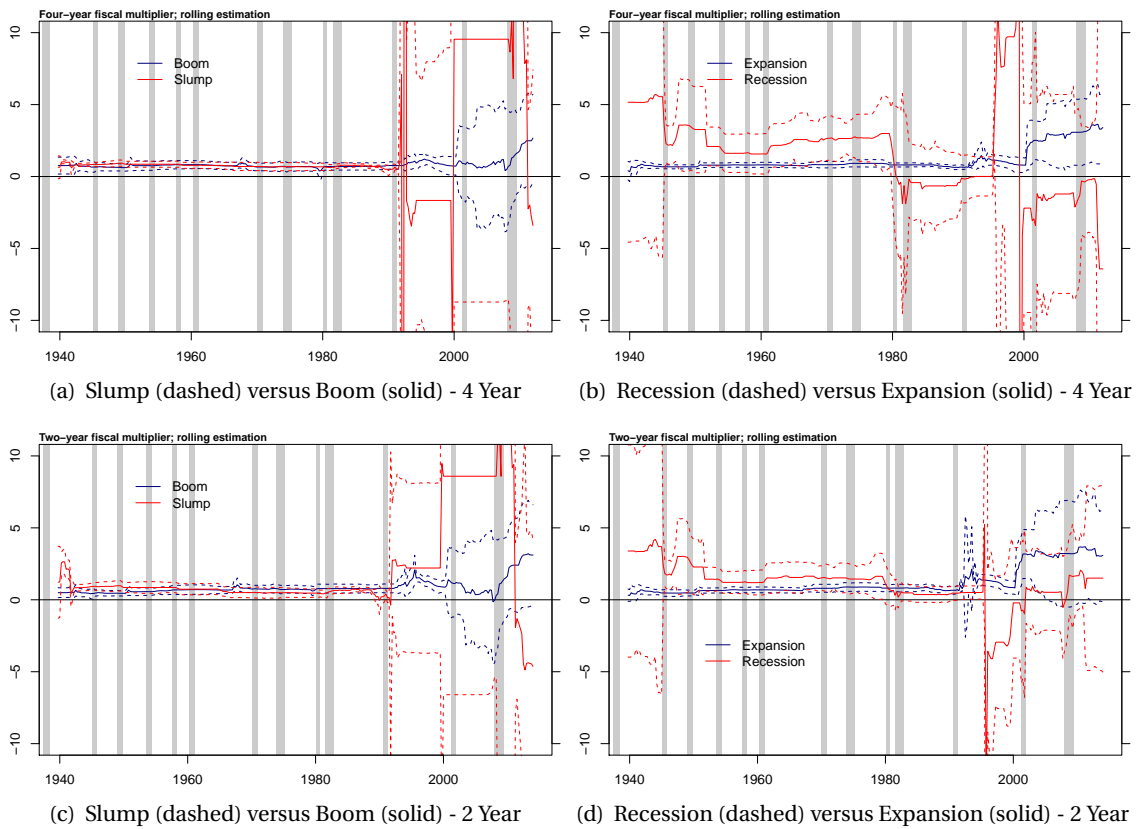 Four−year fiscal multiplier; rolling estimation
10
5
0
−5
−10
Boom
Slump
1940
1960
1980
2000
(a) Slump (dashed) versus Boom (solid) - 4 Year
Four−year fiscal multiplier; rolling estimation
10
5
0
−5
−10
Expansion
Recession
1940
1960
1980
2000
(b) Recession (dashed) versus Expansion (solid) - 4 Year
Two−year fiscal multiplier; rolling estimation
10
5
0
−5
−10
Boom
Slump
1940
1960
1980
2000
(c) Slump (dashed) versus Boom (solid) - 2 Year
Two−year fiscal multiplier; rolling estimation
10
5
0
−5
−10
Expansion
Recession
1940
1960
1980
2000
(d) Recession (dashed) versus Expansion (solid) - 2 Year